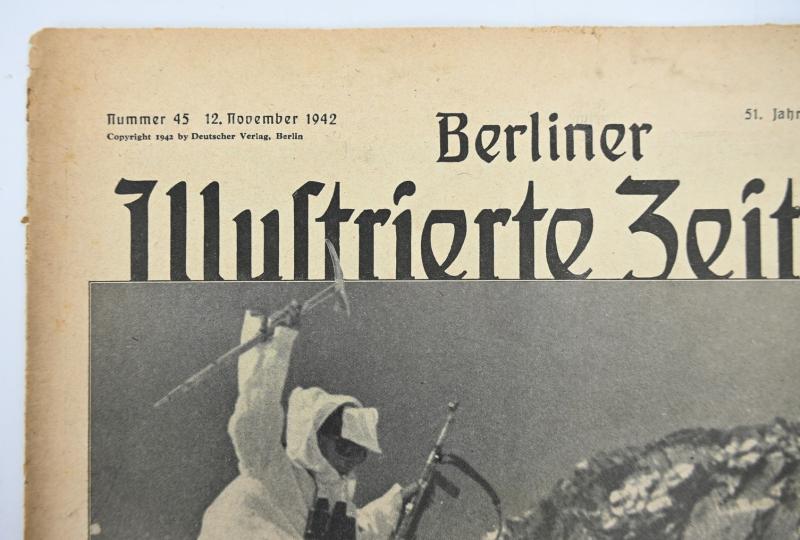 Nummer 45 12. November 1942
Copyright 1942 by Deutscher Verlag, Berlin
51. Jahr
Berliner
Illustrierte Zeit